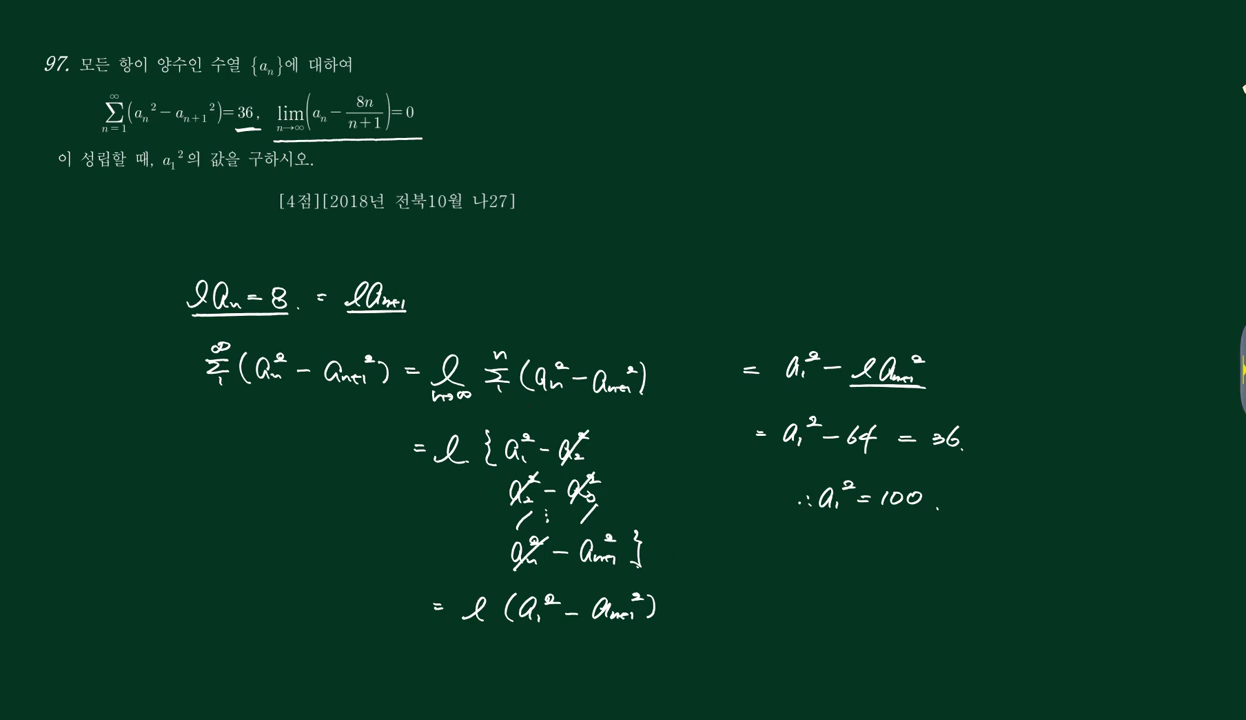 97. 모든 항이 양수인 수열 {aₙ}에 대하여
∑_{n=1}^{∞}(aₙ² − aₙ₊₁²)=36, lim_{n→∞}(aₙ − 8n/(n+1))=0
이 성립할 때, a₁²의 값을 구하시오.
[4점][2018년 전북10월 나27]
l aₙ = 8. = l aₙ₊₁
∑_{1}^{∞}(aₙ² − aₙ₊₁²) = l_{n→∞} ∑_{1}^{n}(aₙ² − aₙ₊₁²)
= l { a₁² − a₂²
a₂² − a₃²
⋮
aₙ² − aₙ₊₁² }
= l (a₁² − aₙ₊₁²)
= a₁² − l aₙ₊₁²
= a₁² − 64 = 36.
∴ a₁² = 100.